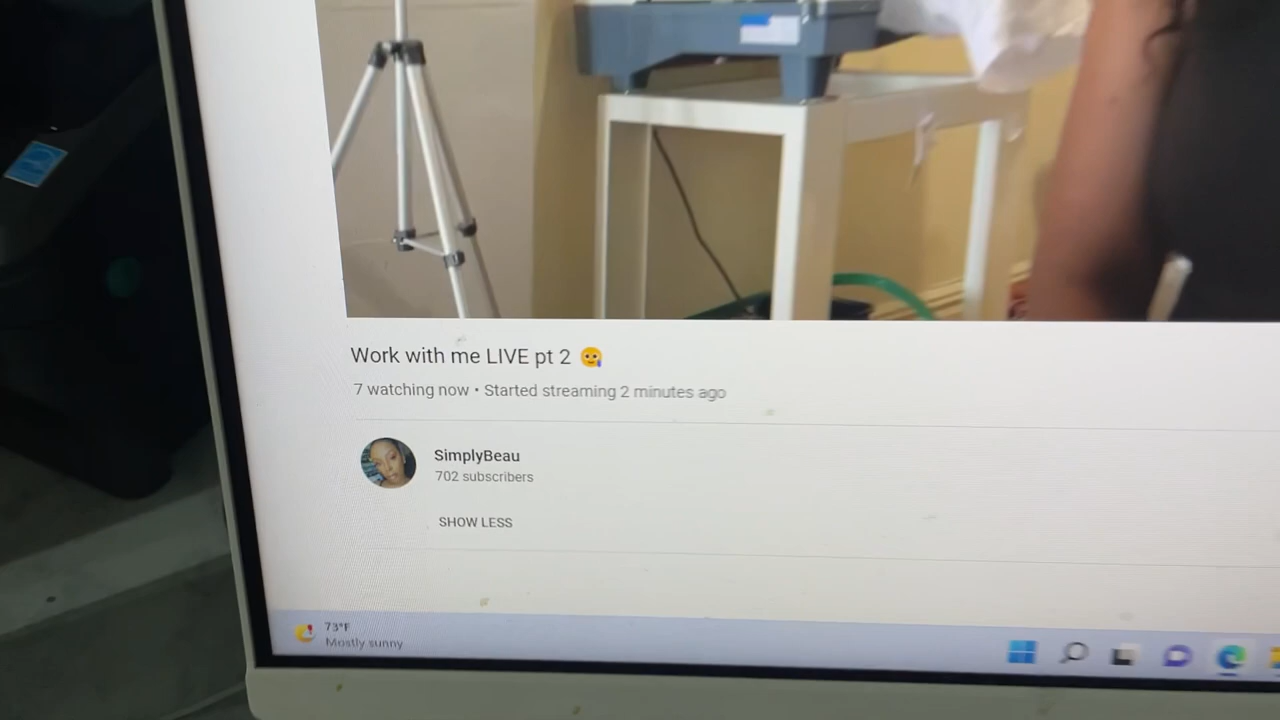 Work with me LIVE pt 2 🥲
7 watching now • Started streaming 2 minutes ago
SimplyBeau
702 subscribers
SHOW LESS
73°F
Mostly sunny